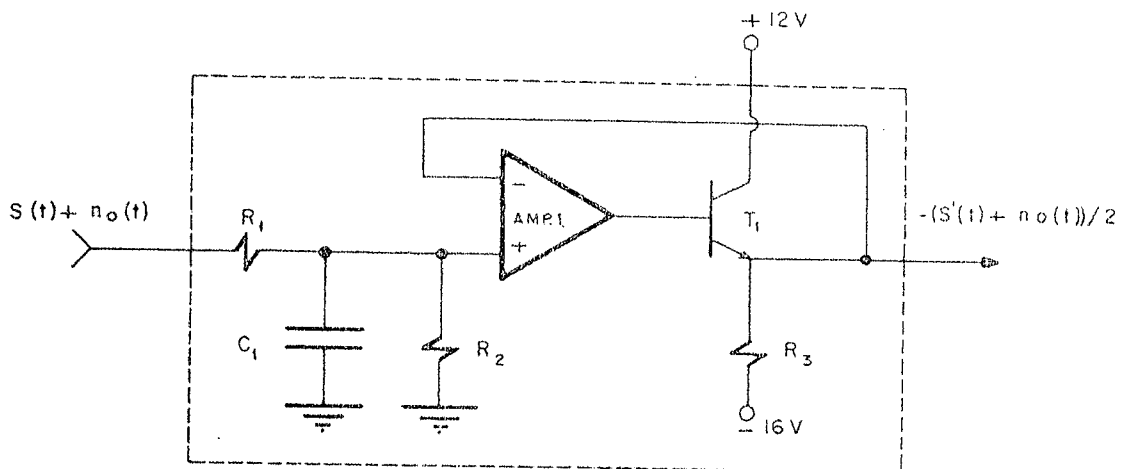 + 12V
S(t) + n₀(t)
R₁
-
AMP.1
+
T₁
-(S'(t) + n₀(t))/2
C₁
R₂
R₃
- 16V